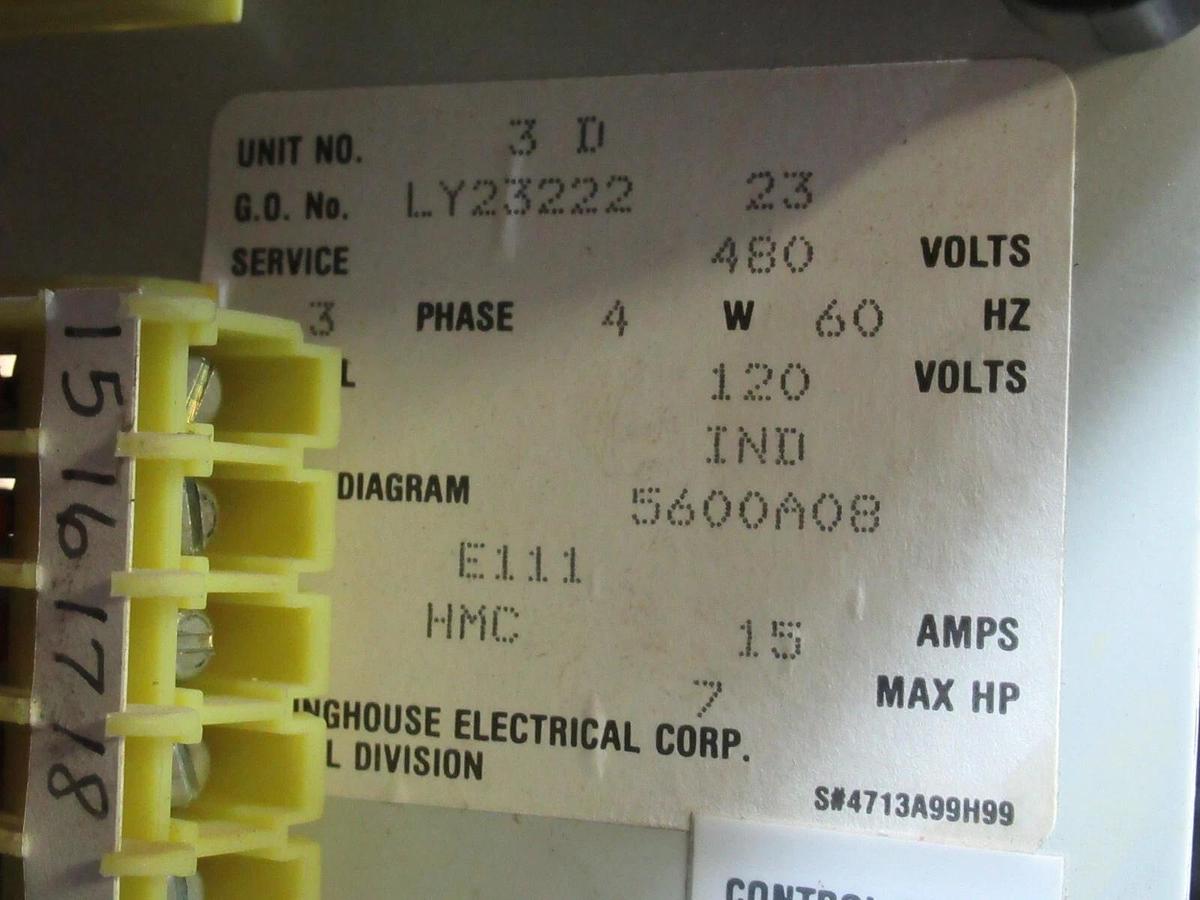 UNIT NO. 3 D
G.O. No. LY23222 23
SERVICE 480 VOLTS
3 PHASE 4 W 60 HZ
L 120 VOLTS
IND
DIAGRAM 5600A08
E111
HMC 15 AMPS
7 MAX HP
INGHOUSE ELECTRICAL CORP.
L DIVISION
S#4713A99H99
CONTRO
15
16
17
18